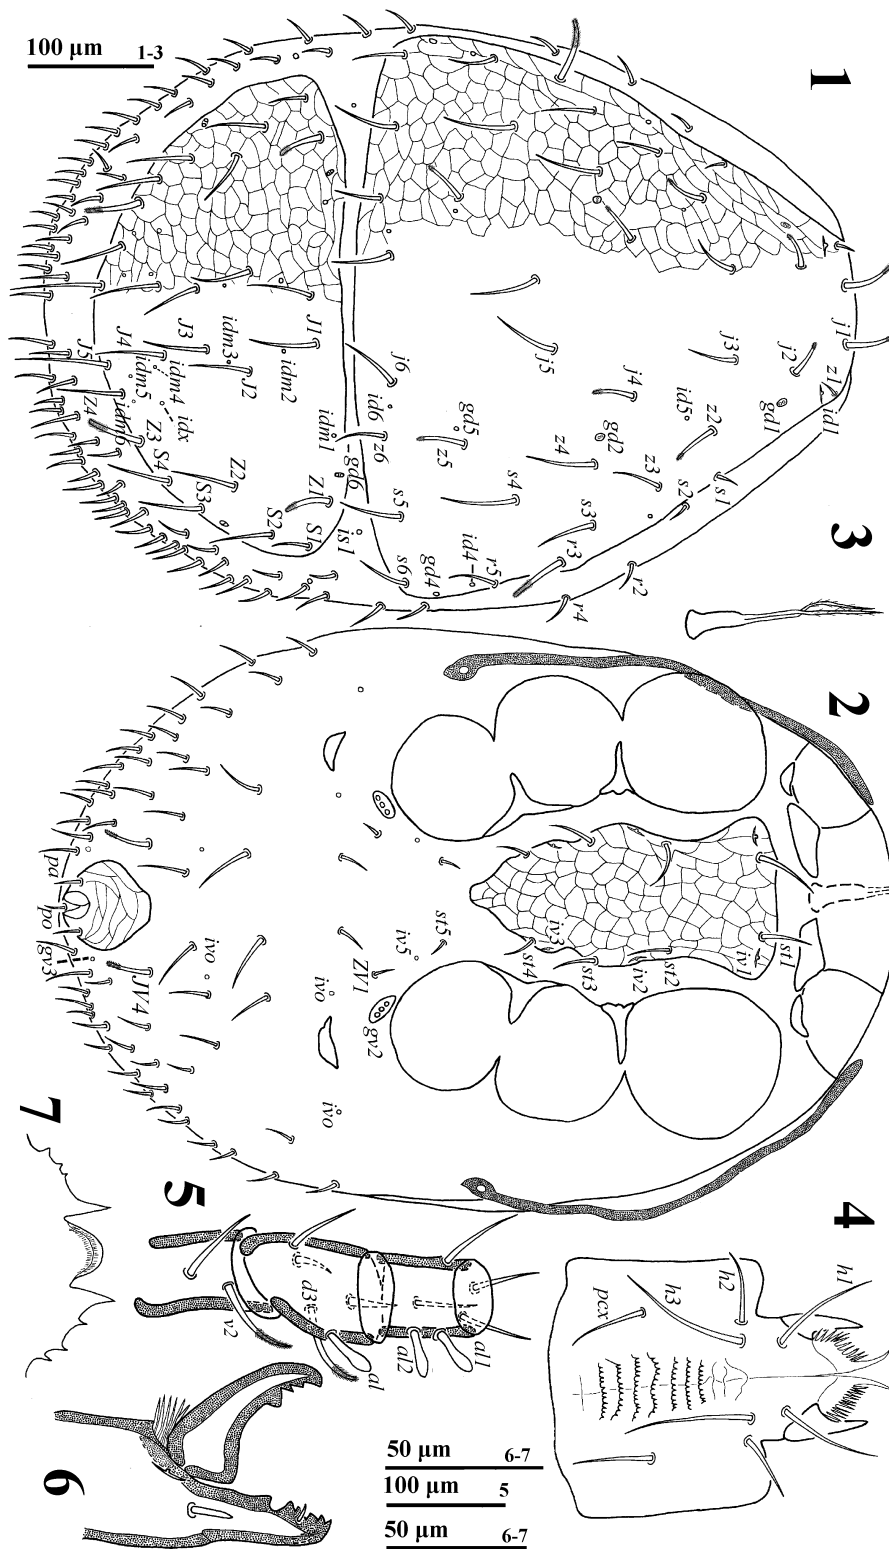 100 µm 1-3
1
j1
j2
j3
j4
j5
j6
z1
id1
gd1
z2
id5
gd2
z3
z4
gd5
z5
id6
z6
s1
s2
s3
s4
s5
s6
r2
r3
r4
r5
id4
gd4
J1
J2
J3
J4
J5
idm1
idm2
idm3
idm4
idm5
idm6
idx
gd6
is1
Z1
Z2
Z3
Z4
S1
S2
S3
S4
3
2
st1
iv1
st2
iv2
st3
iv3
st4
st5
iv5
ZV1
gv2
ivo
ivo
ivo
JV4
pa
po
gv3
4
h1
h2
h3
pcx
5
al1
al2
al
d3
v2
7
6
50 µm 6-7
100 µm 5
50 µm 6-7